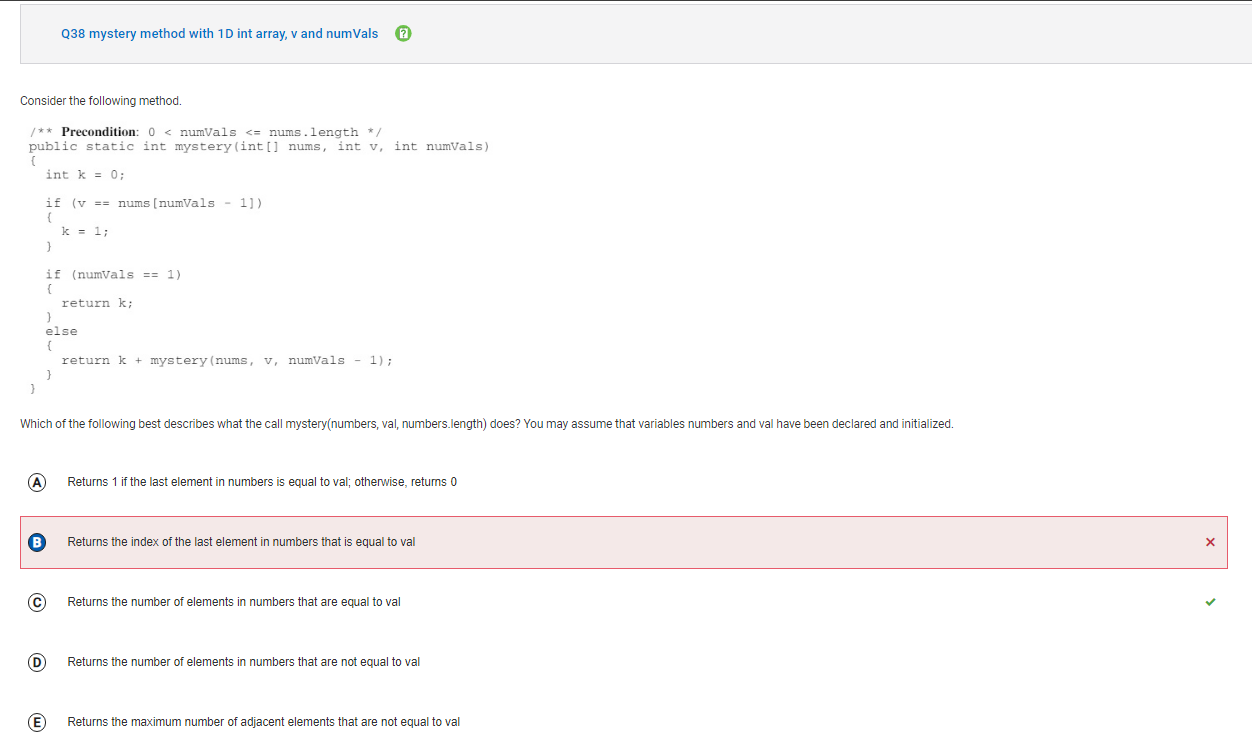 Q38 mystery method with 1D int array, v and numVals
Consider the following method.
/** Precondition: 0 < numVals <= nums.length */
public static int mystery(int[] nums, int v, int numVals)
{
int k = 0;
if (v == nums[numVals - 1])
{
k = 1;
}
if (numVals == 1)
{
return k;
}
else
{
return k + mystery(nums, v, numVals - 1);
}
}
Which of the following best describes what the call mystery(numbers, val, numbers.length) does? You may assume that variables numbers and val have been declared and initialized.
A Returns 1 if the last element in numbers is equal to val; otherwise, returns 0
B Returns the index of the last element in numbers that is equal to val
C Returns the number of elements in numbers that are equal to val
D Returns the number of elements in numbers that are not equal to val
E Returns the maximum number of adjacent elements that are not equal to val